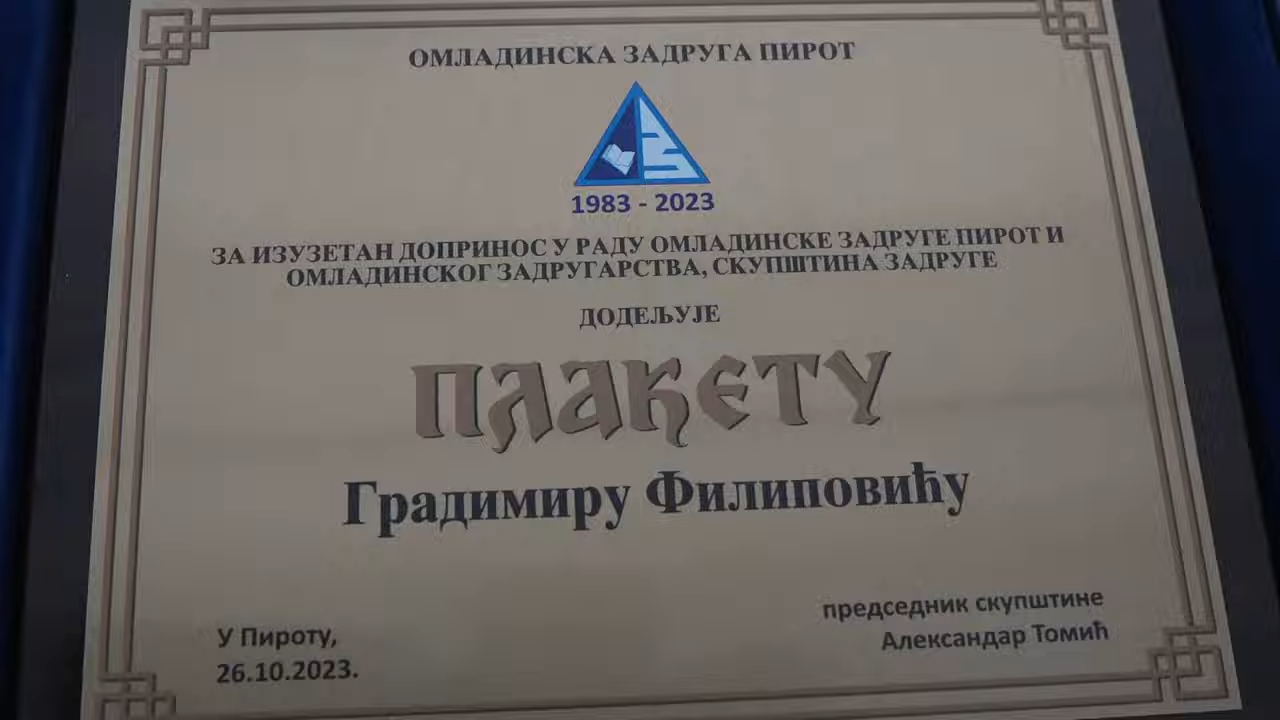 ОМЛАДИНСКА ЗАДРУГА ПИРОТ
1983 - 2023
ЗА ИЗУЗЕТАН ДОПРИНОС У РАДУ ОМЛАДИНСКЕ ЗАДРУГЕ ПИРОТ И
ОМЛАДИНСКОГ ЗАДРУГАРСТВА, СКУПШТИНА ЗАДРУГЕ
ДОДЕЉУЈЕ
ПЛАКЕТУ
Градимиру Филиповићу
председник скупштине
Александар Томић
У Пироту,
26.10.2023.